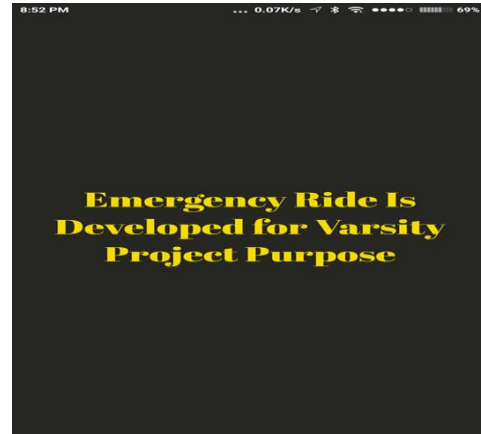 8:52 PM ... 0.07K/s 69%
Emergency Ride Is
Developed for Varsity
Project Purpose